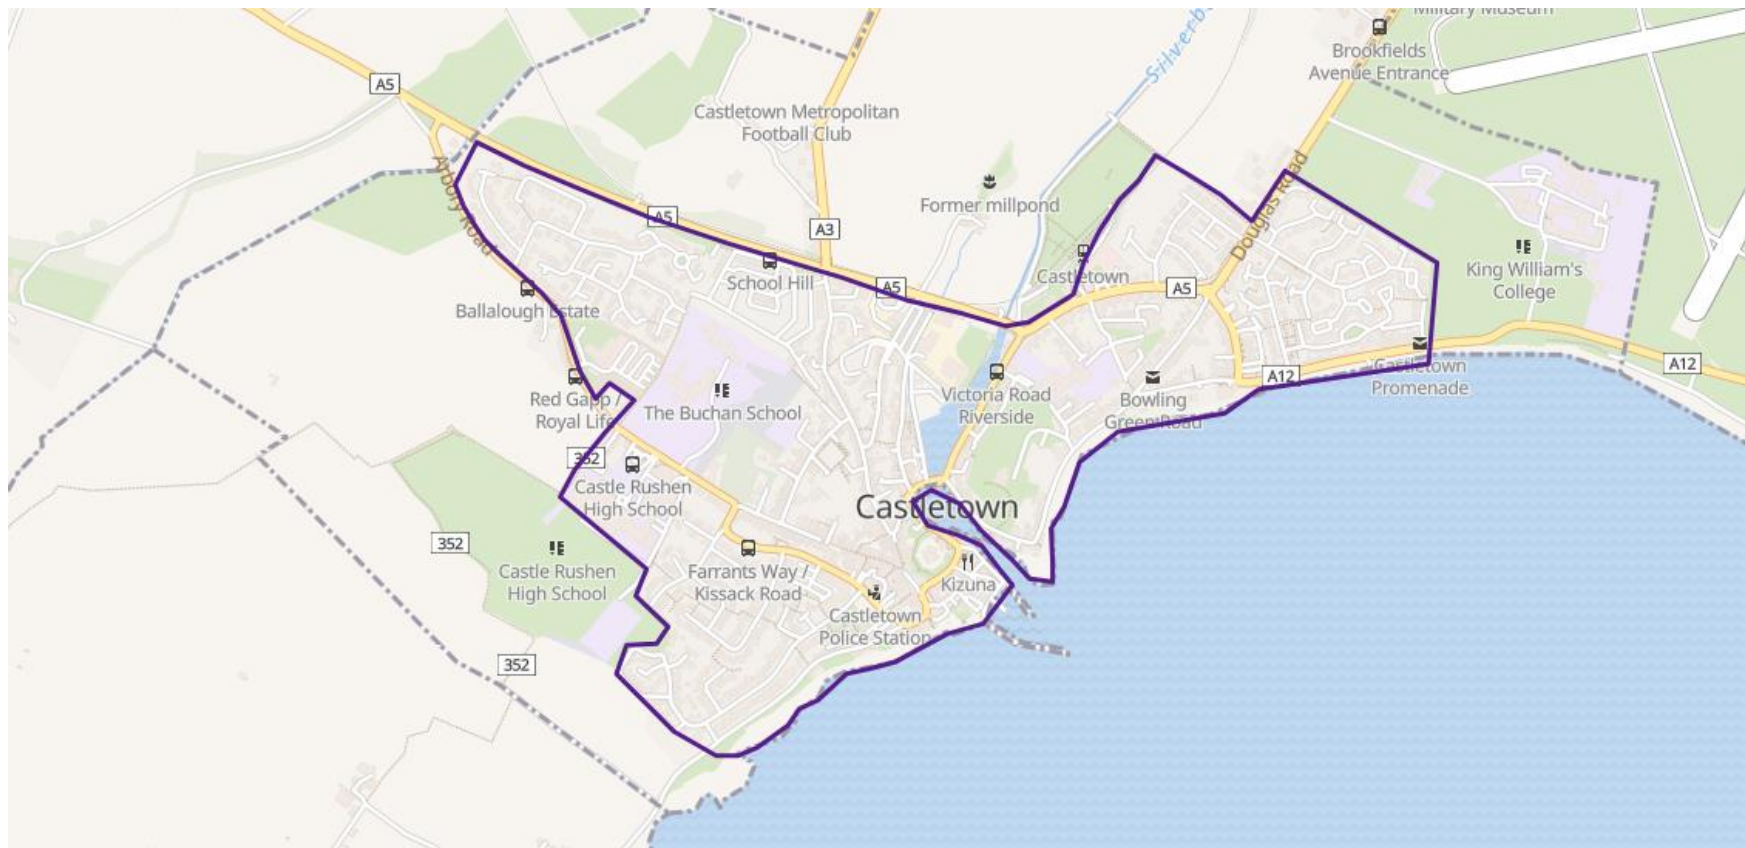 Military Museum
Silverb
Brookfields
Avenue Entrance
A5
Castletown Metropolitan
Football Club
Arbory Road
Former millpond
Douglas Road
A5
A3
School Hill
Castletown
A5
A5
King William's
College
Ballalough Estate
Castletown
Promenade
A12
A12
Red Gapp /
Royal Life
The Buchan School
Victoria Road
Riverside
Bowling
Green Road
352
Castle Rushen
High School
Castletown
352
Castle Rushen
High School
Farrants Way /
Kissack Road
Kizuna
Castletown
Police Station
352